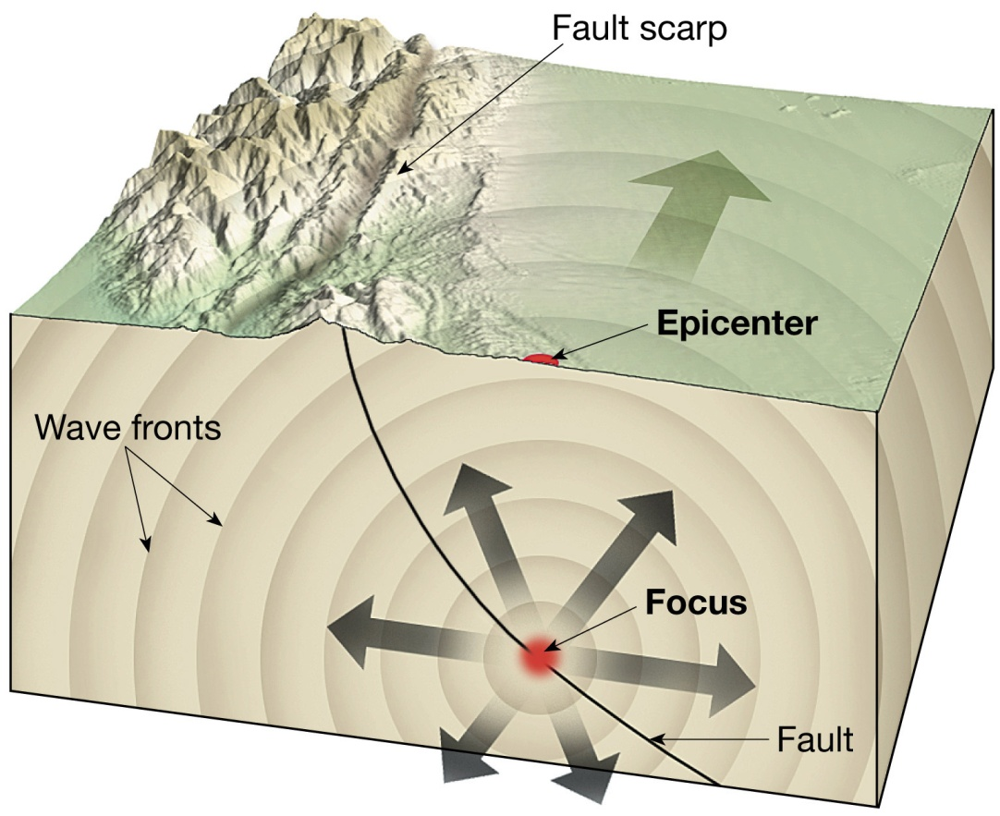 Fault scarp
Epicenter
Wave fronts
Focus
Fault